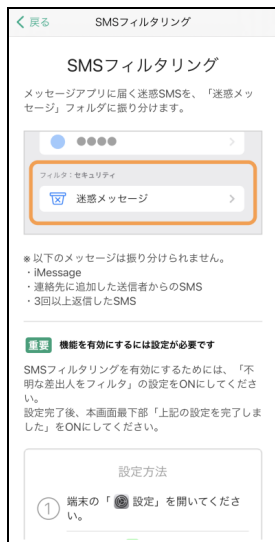 戻る SMSフィルタリング
SMSフィルタリング
メッセージアプリに届く迷惑SMSを、「迷惑メッ
セージ」フォルダに振り分けます。
フィルタ：セキュリティ
迷惑メッセージ
※以下のメッセージは振り分けられません。
・iMessage
・連絡先に追加した送信者からのSMS
・3回以上返信したSMS
重要 機能を有効にするには設定が必要です
SMSフィルタリングを有効にするためには、「不
明な差出人をフィルタ」の設定をONにしてくださ
い。
設定完了後、本画面最下部「上記の設定を完了しま
した」をONにしてください。
設定方法
1 端末の「 設定」を開いてくださ
い。